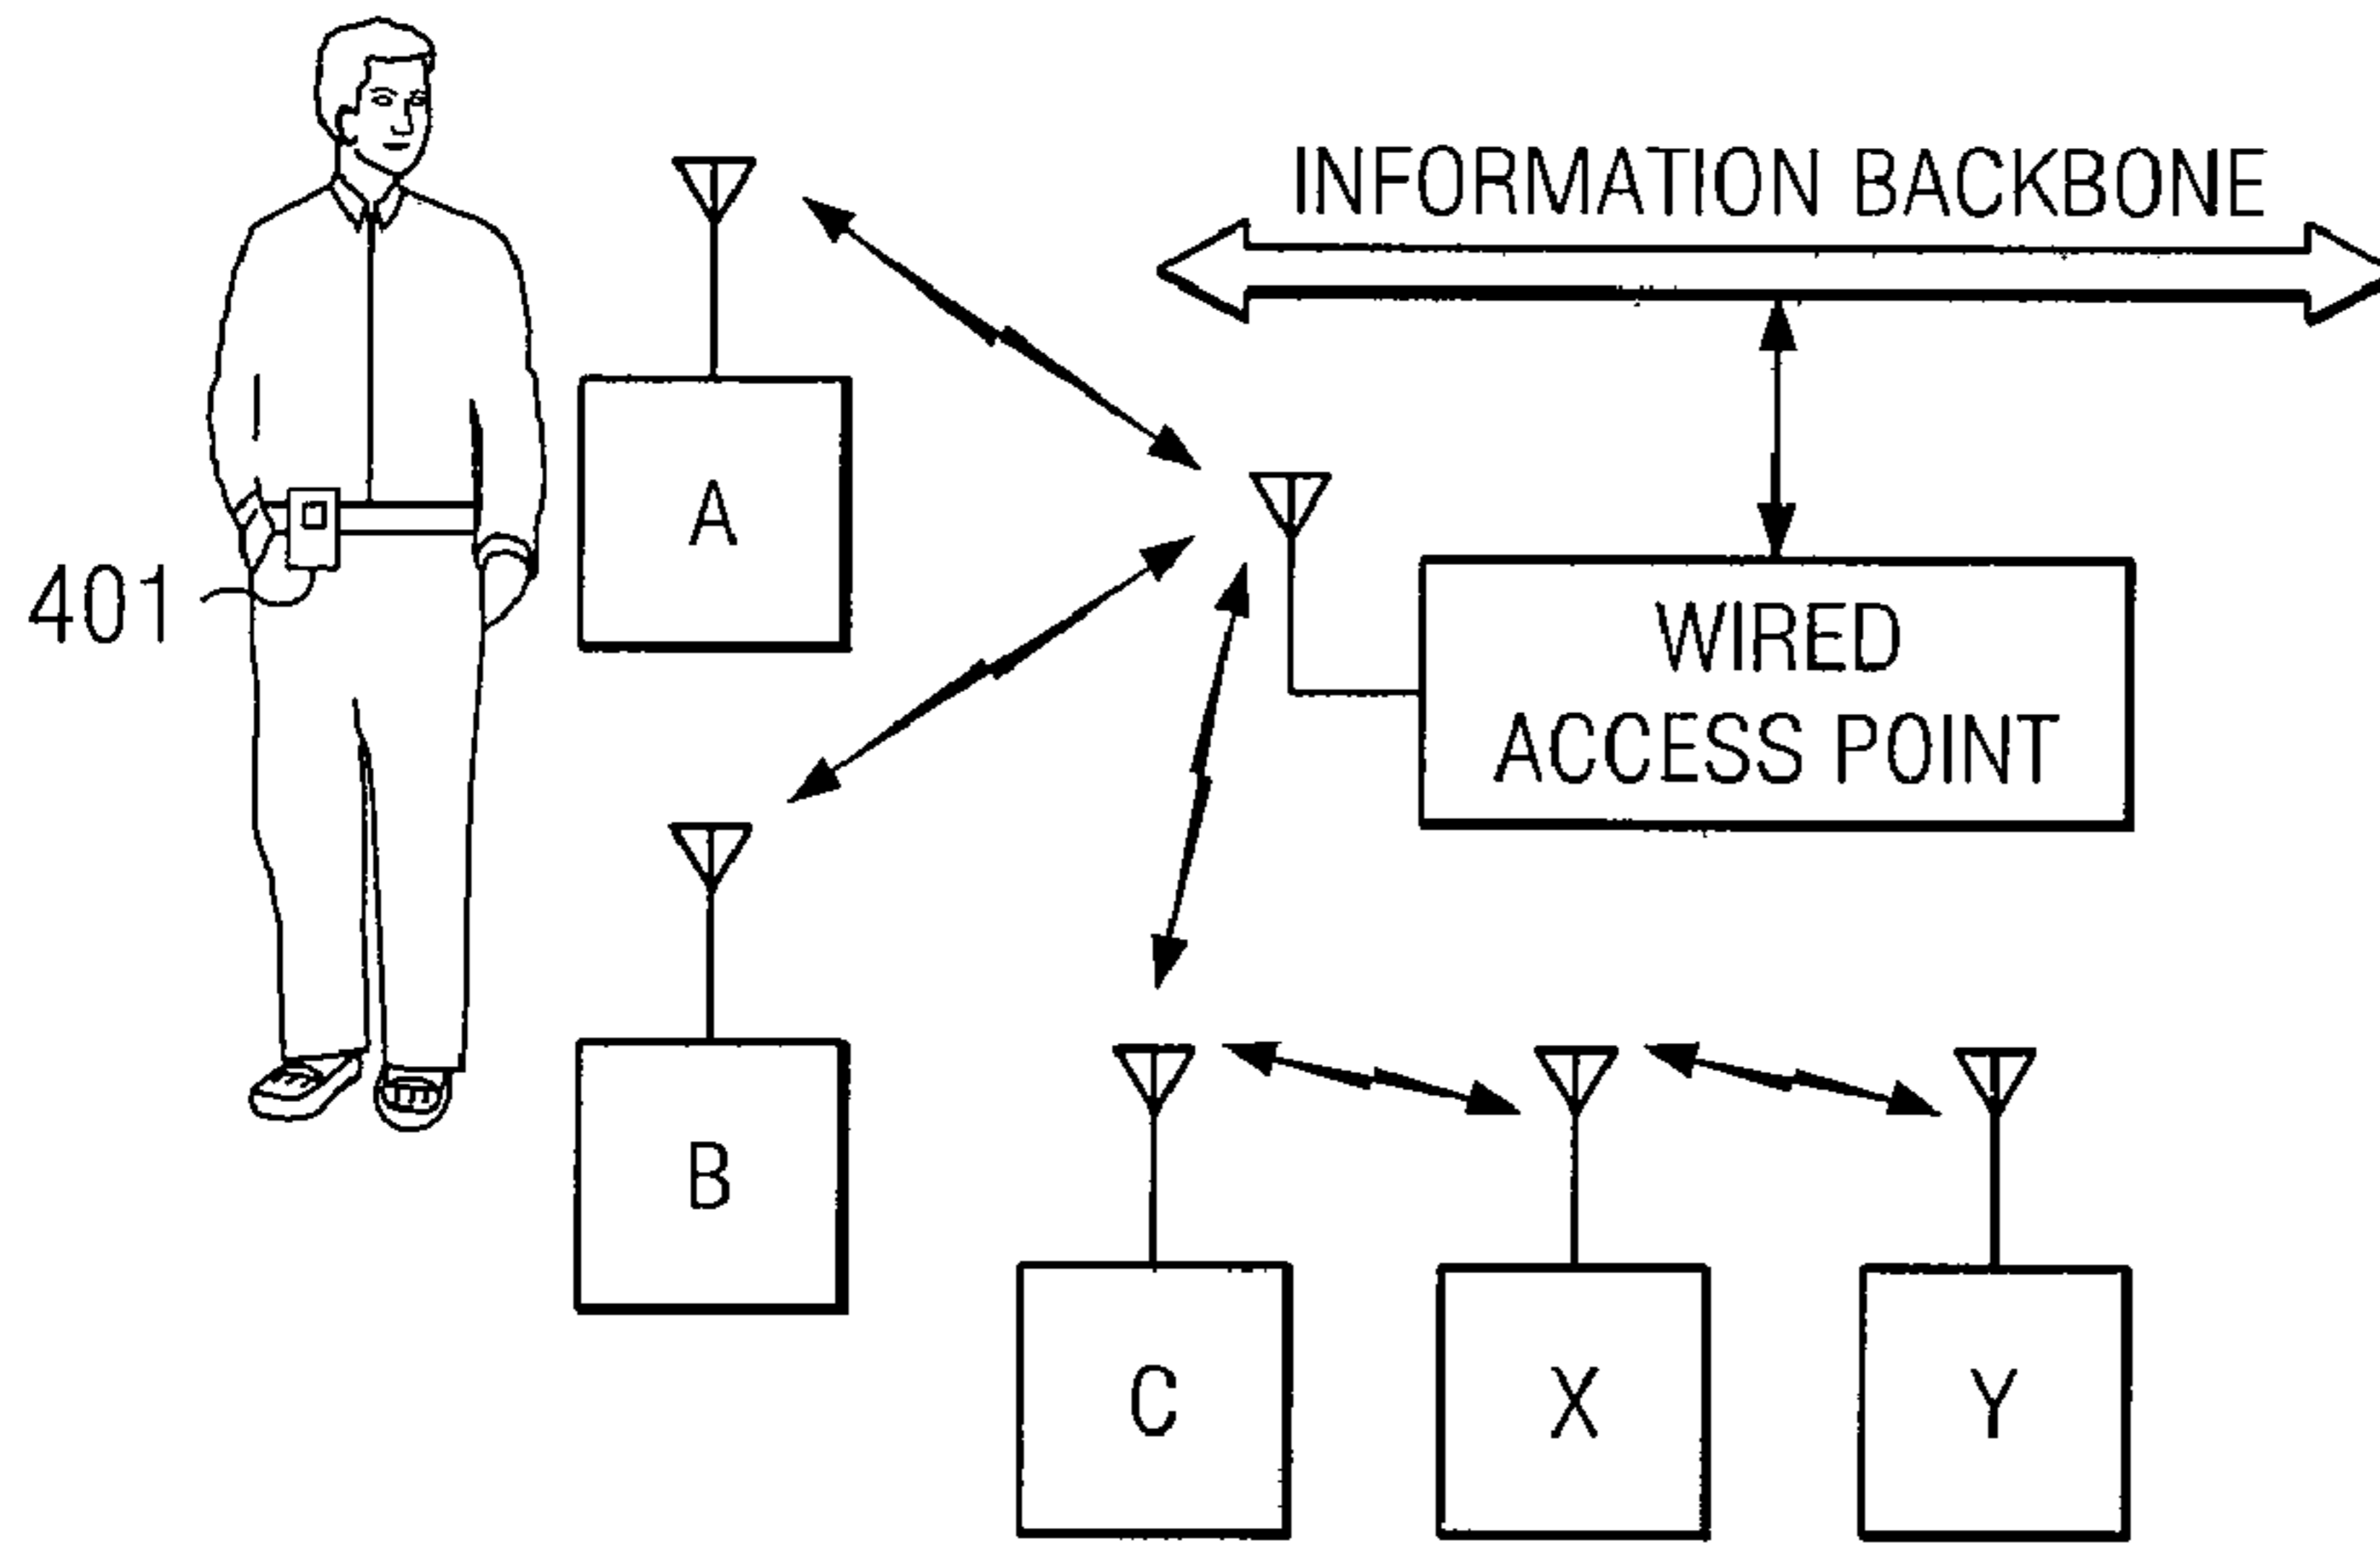 INFORMATION BACKBONE
A
401
WIRED
ACCESS POINT
B
C
X
Y